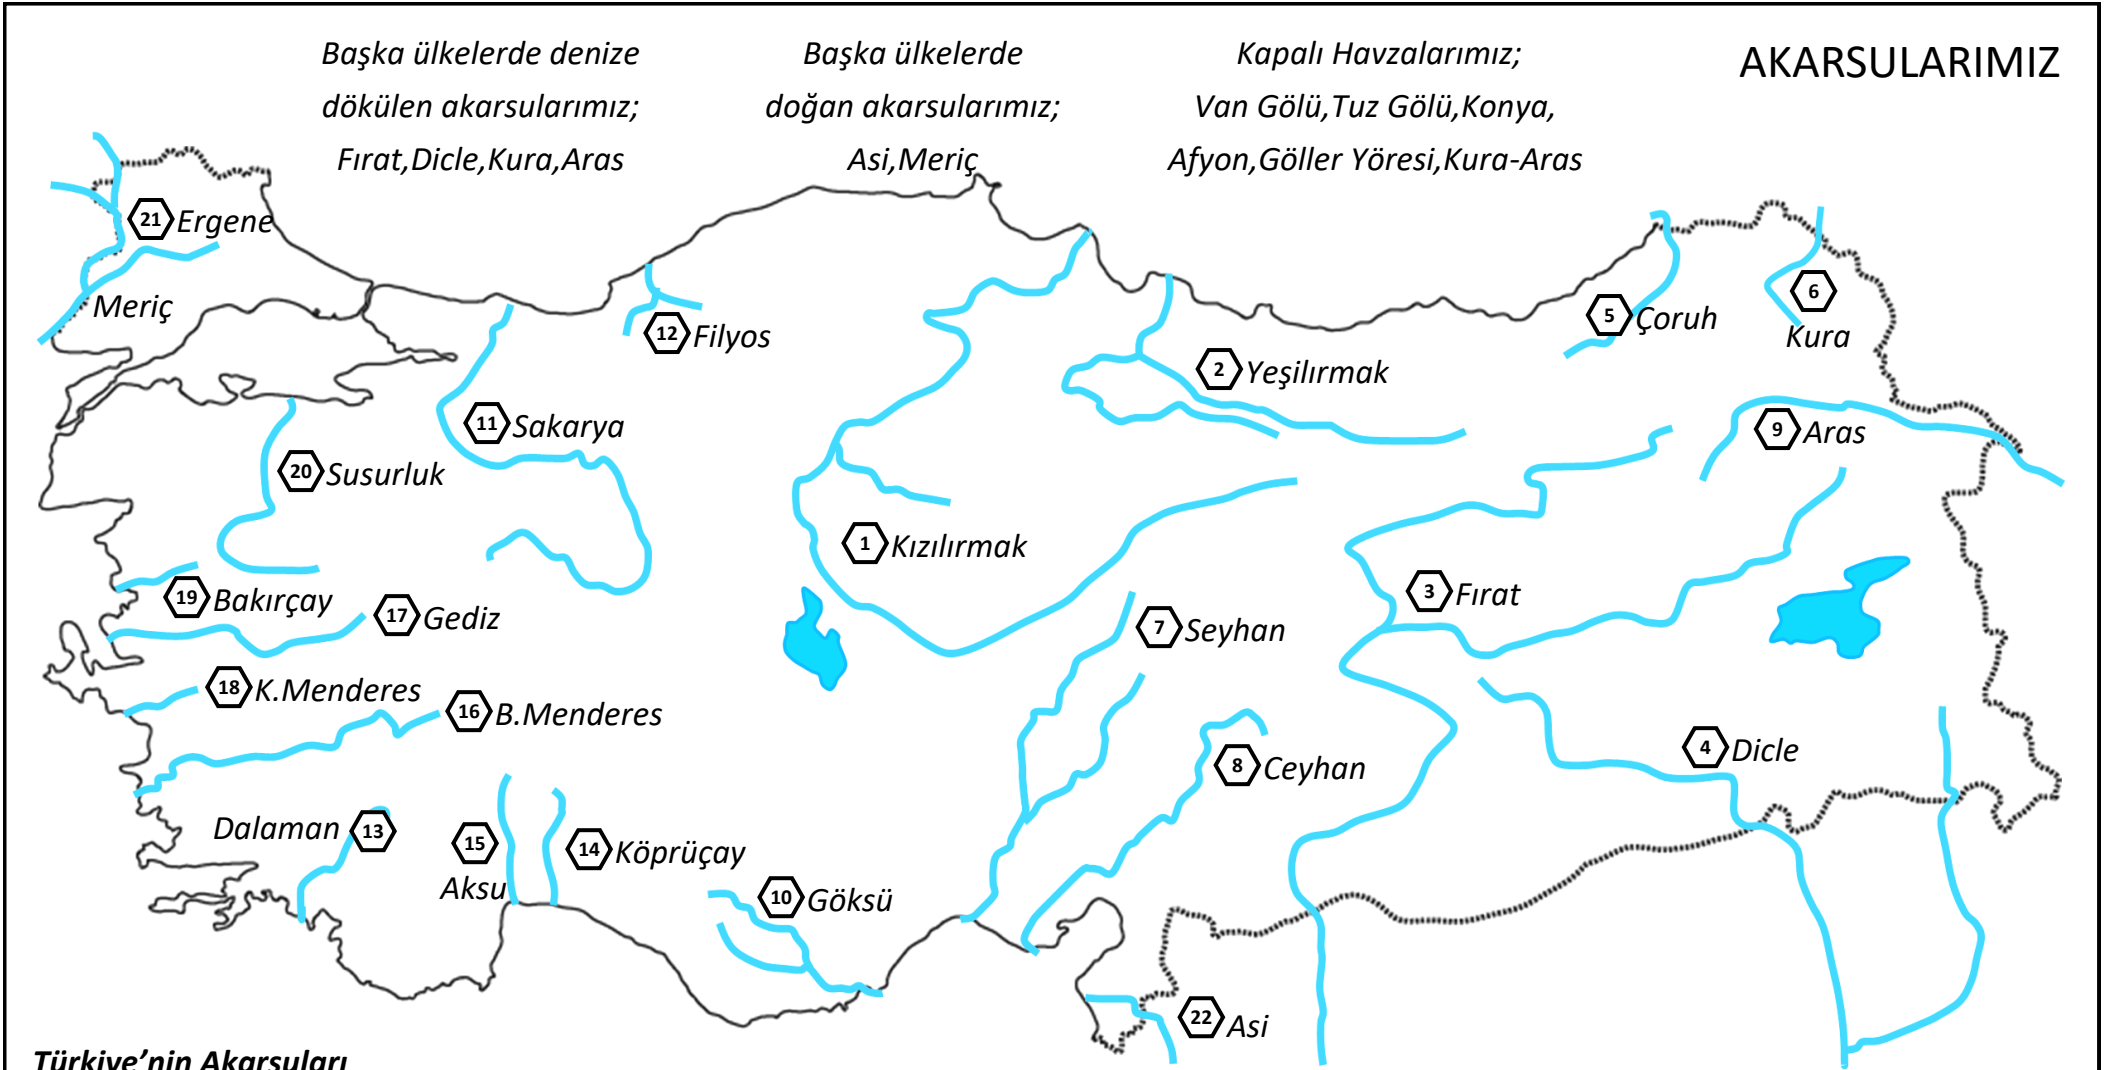 Başka ülkelerde denize
dökülen akarsularımız;
Fırat,Dicle,Kura,Aras
Başka ülkelerde
doğan akarsularımız;
Asi,Meriç
Kapalı Havzalarımız;
Van Gölü,Tuz Gölü,Konya,
Afyon,Göller Yöresi,Kura-Aras
AKARSULARIMIZ
21 Ergene
Meriç
12 Filyos
5 Çoruh
6
Kura
2 Yeşilırmak
11 Sakarya
9 Aras
20 Susurluk
1 Kızılırmak
3 Fırat
19 Bakırçay
17 Gediz
7 Seyhan
18 K.Menderes
16 B.Menderes
4 Dicle
8 Ceyhan
Dalaman 13
15
Aksu
14 Köprüçay
10 Göksü
22 Asi
Türkiye'nin Akarsuları